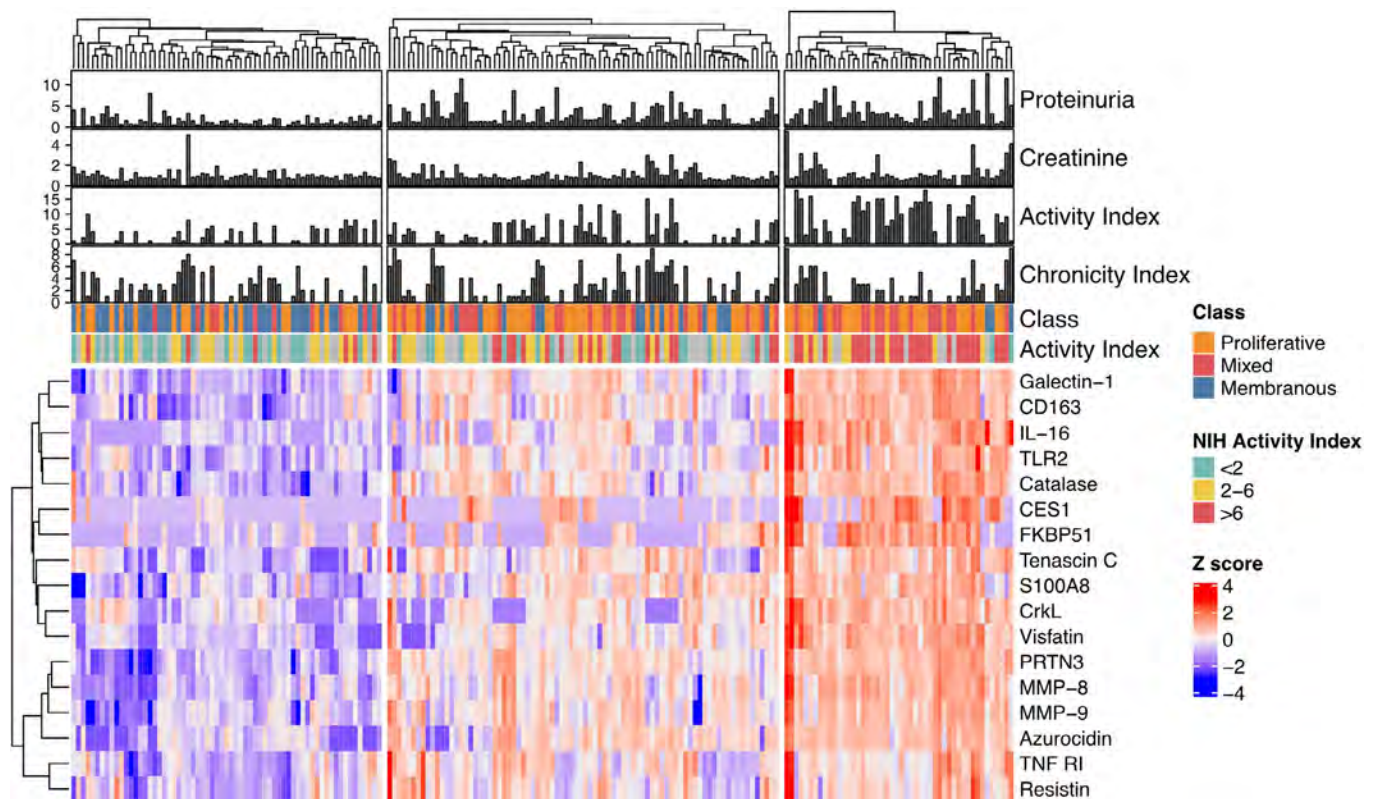 10
5
0
Proteinuria
4
2
0
Creatinine
15
10
5
0
Activity Index
8
6
4
2
0
Chronicity Index
Class
Activity Index
Galectin−1
CD163
IL−16
TLR2
Catalase
CES1
FKBP51
Tenascin C
S100A8
CrkL
Visfatin
PRTN3
MMP−8
MMP−9
Azurocidin
TNF RI
Resistin
Class
Proliferative
Mixed
Membranous
NIH Activity Index
<2
2−6
>6
Z score
4
2
0
−2
−4